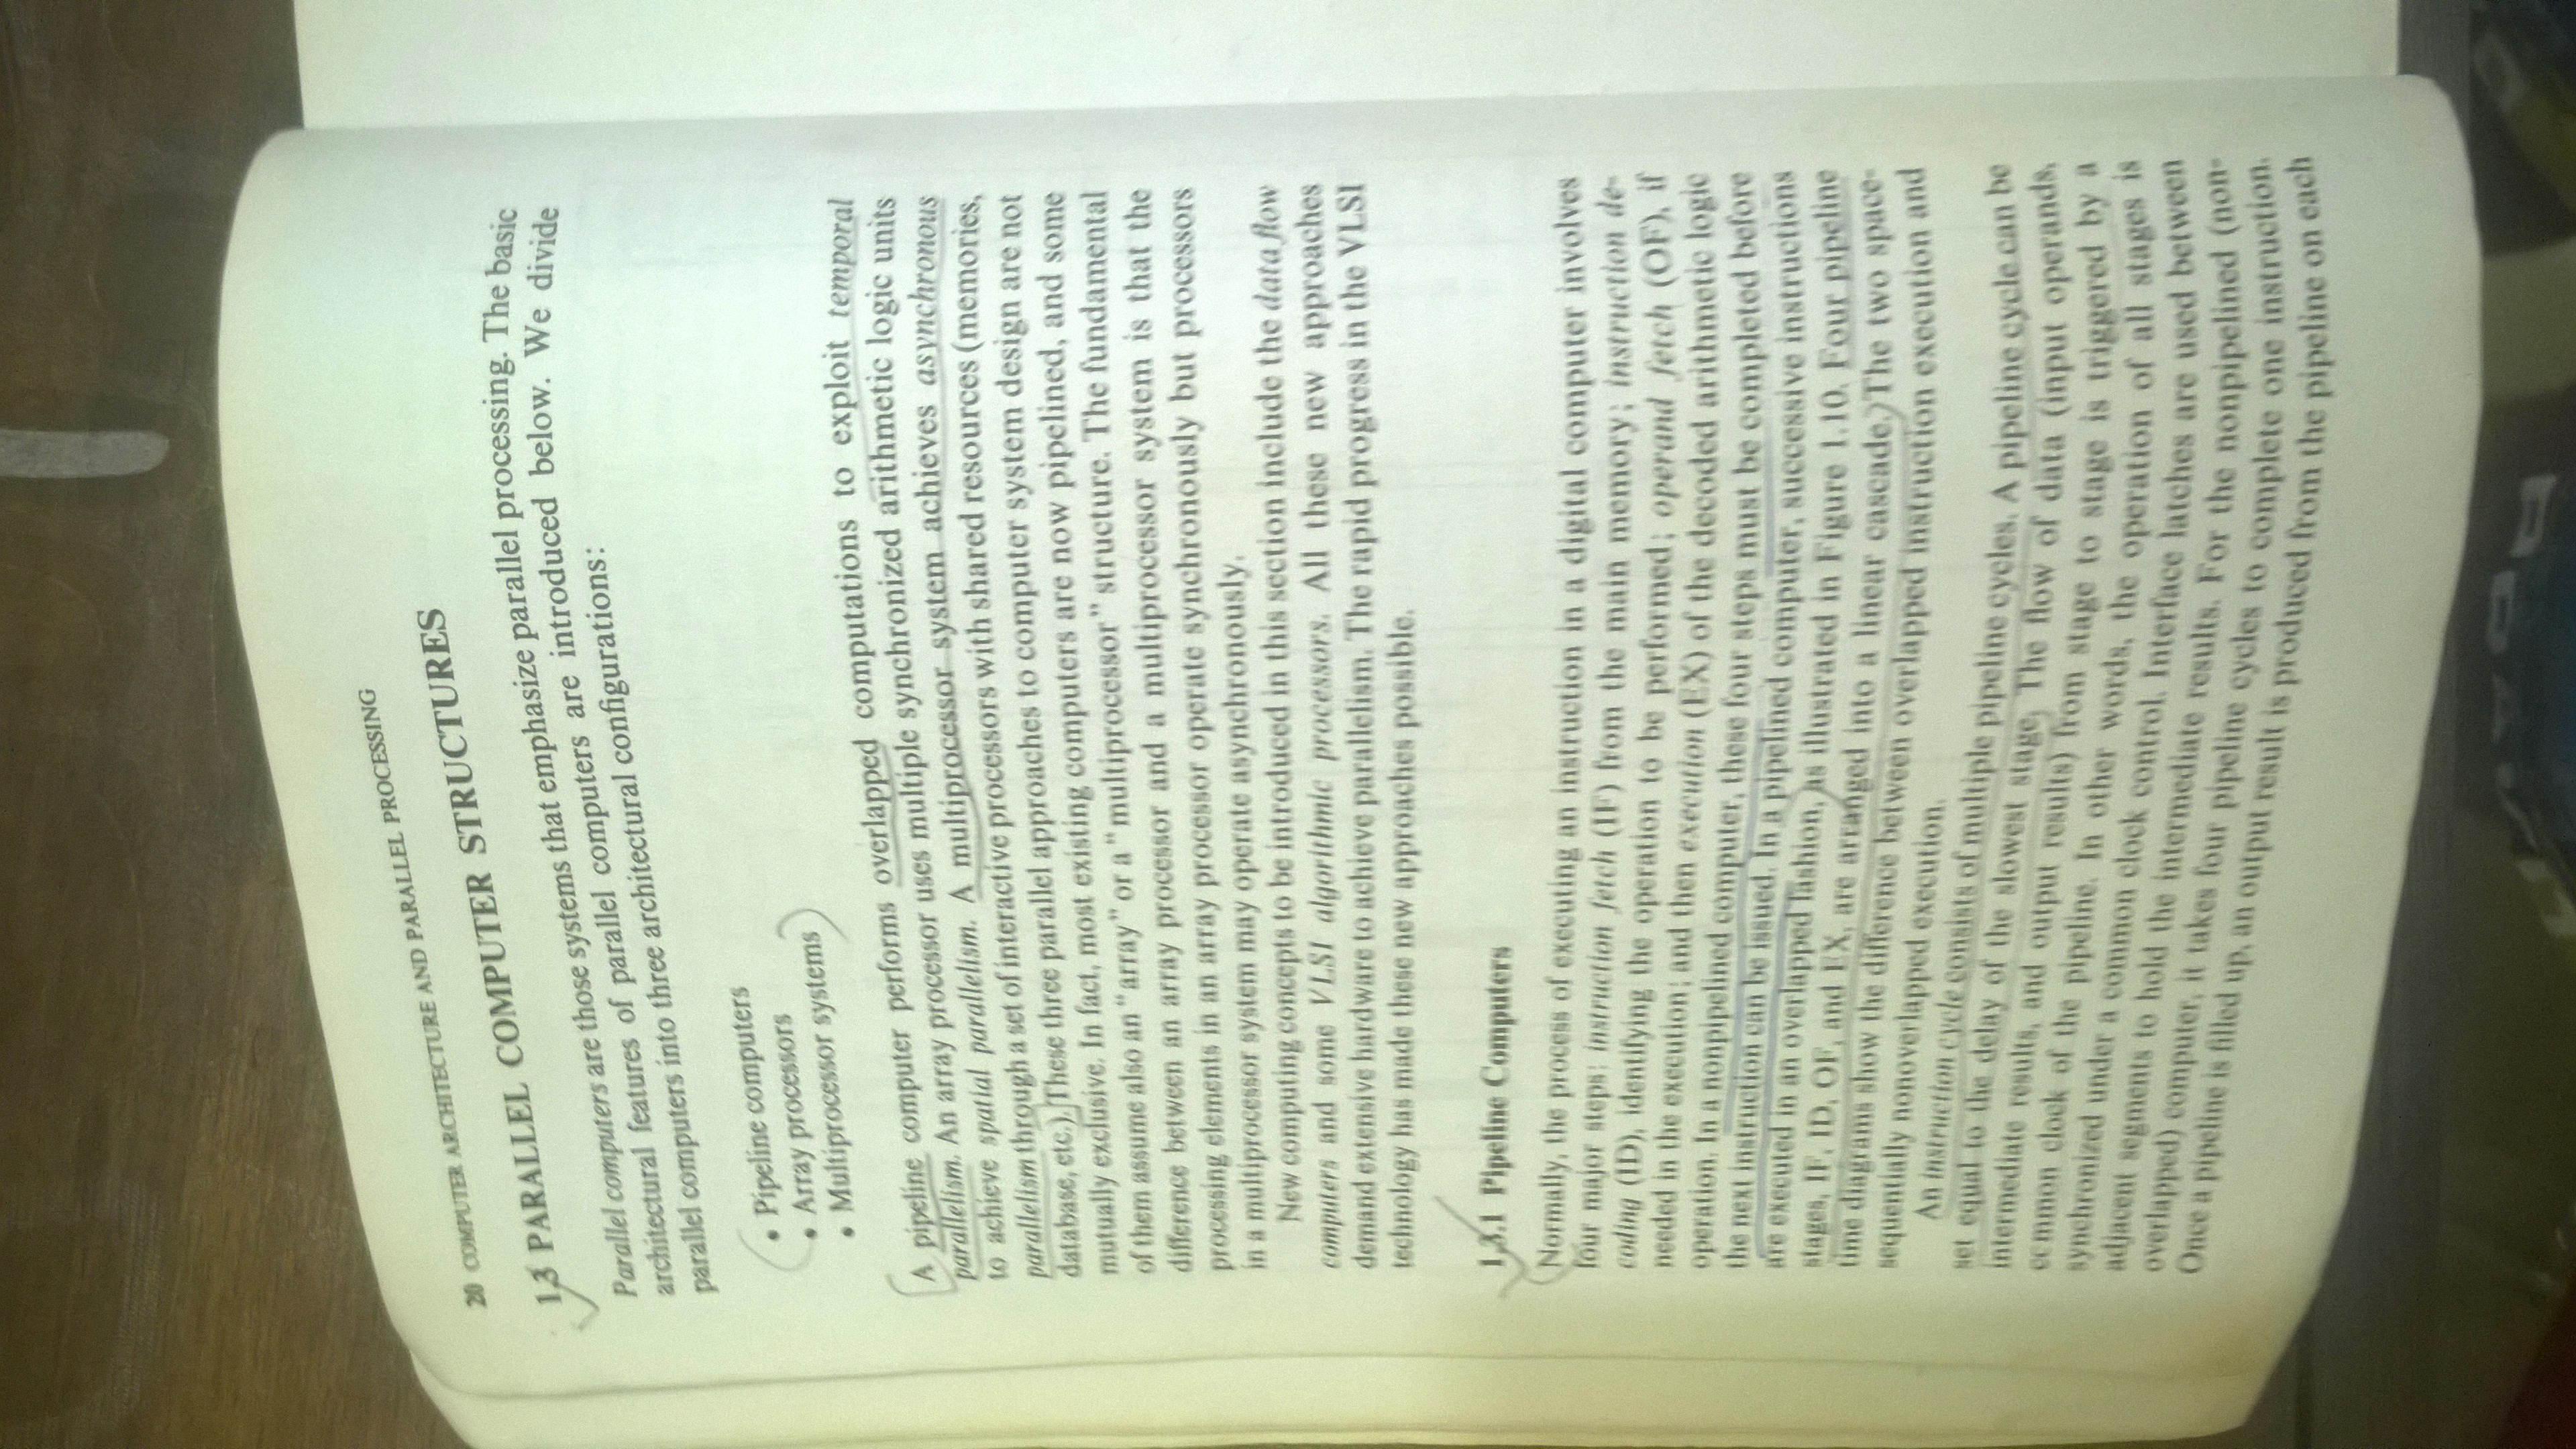 20 COMPUTER ARCHITECTURE AND PARALLEL PROCESSING
1.3 PARALLEL COMPUTER STRUCTURES
Parallel computers are those systems that emphasize parallel processing. The basic
architectural features of parallel computers are introduced below. We divide
parallel computers into three architectural configurations:
• Pipeline computers
• Array processors
• Multiprocessor systems
A pipeline computer performs overlapped computations to exploit temporal
parallelism. An array processor uses multiple synchronized arithmetic logic units
to achieve spatial parallelism. A multiprocessor system achieves asynchronous
parallelism through a set of interactive processors with shared resources (memories,
database, etc.). These three parallel approaches to computer system design are not
mutually exclusive. In fact, most existing computers are now pipelined, and some
of them assume also an "array" or a "multiprocessor" structure. The fundamental
difference between an array processor and a multiprocessor system is that the
processing elements in an array processor operate synchronously but processors
in a multiprocessor system may operate asynchronously.
New computing concepts to be introduced in this section include the data flow
computers and some VLSI algorithmic processors. All these new approaches
demand extensive hardware to achieve parallelism. The rapid progress in the VLSI
technology has made these new approaches possible.
1.3.1 Pipeline Computers
Normally, the process of executing an instruction in a digital computer involves
four major steps: instruction fetch (IF) from the main memory; instruction de-
coding (ID), identifying the operation to be performed; operand fetch (OF), if
needed in the execution; and then execution (EX) of the decoded arithmetic logic
operation. In a nonpipelined computer, these four steps must be completed before
the next instruction can be issued. In a pipelined computer, successive instructions
are executed in an overlapped fashion, as illustrated in Figure 1.10. Four pipeline
stages, IF, ID, OF, and EX, are arranged into a linear cascade. The two space-
time diagrams show the difference between overlapped instruction execution and
sequentially nonoverlapped execution.
An instruction cycle consists of multiple pipeline cycles. A pipeline cycle can be
set equal to the delay of the slowest stage. The flow of data (input operands,
intermediate results, and output results) from stage to stage is triggered by a
common clock of the pipeline. In other words, the operation of all stages is
synchronized under a common clock control. Interface latches are used between
adjacent segments to hold the intermediate results. For the nonpipelined (non-
overlapped) computer, it takes four pipeline cycles to complete one instruction.
Once a pipeline is filled up, an output result is produced from the pipeline on each